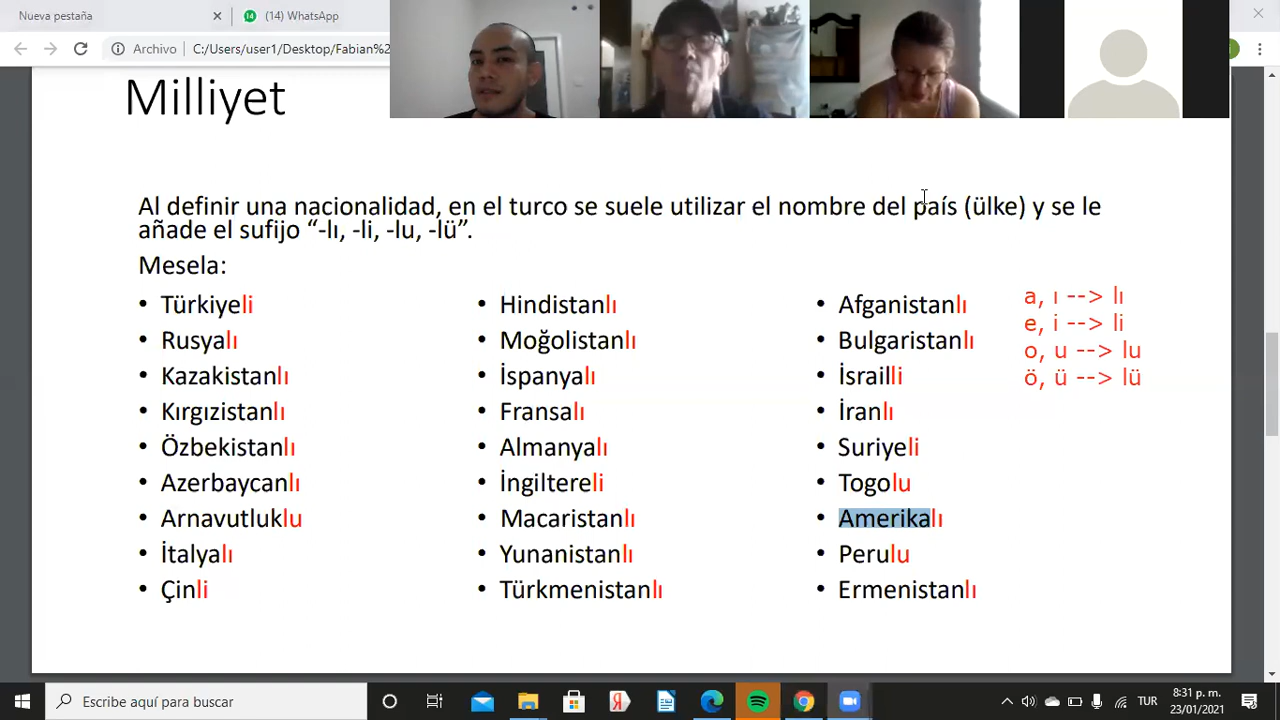 Nueva pestaña
(14) WhatsApp
Archivo
C:/Users/user1/Desktop/Fabian%2
Milliyet
Al definir una nacionalidad, en el turco se suele utilizar el nombre del país (ülke) y se le
añade el sufijo “-lı, -li, -lu, -lü”.
Mesela:
• Türkiyeli
• Rusyalı
• Kazakistanlı
• Kırgızistanlı
• Özbekistanlı
• Azerbaycanlı
• Arnavutluklu
• İtalyalı
• Çinli
• Hindistanlı
• Moğolistanlı
• İspanyalı
• Fransalı
• Almanyalı
• İngiltereli
• Macaristanlı
• Yunanistanlı
• Türkmenistanlı
• Afganistanlı
• Bulgaristanlı
• İsrailli
• İranlı
• Suriyeli
• Togolu
• Amerikalı
• Perulu
• Ermenistanlı
a, ı --> lı
e, i --> li
o, u --> lu
ö, ü --> lü
Escribe aquí para buscar
TUR
8:31 p. m.
23/01/2021